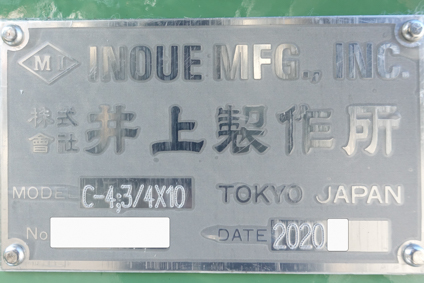 MI INOUE MFG., INC.
株式會社 井上製作所
MODEL C-4;3/4X10 TOKYO JAPAN
No DATE 2020